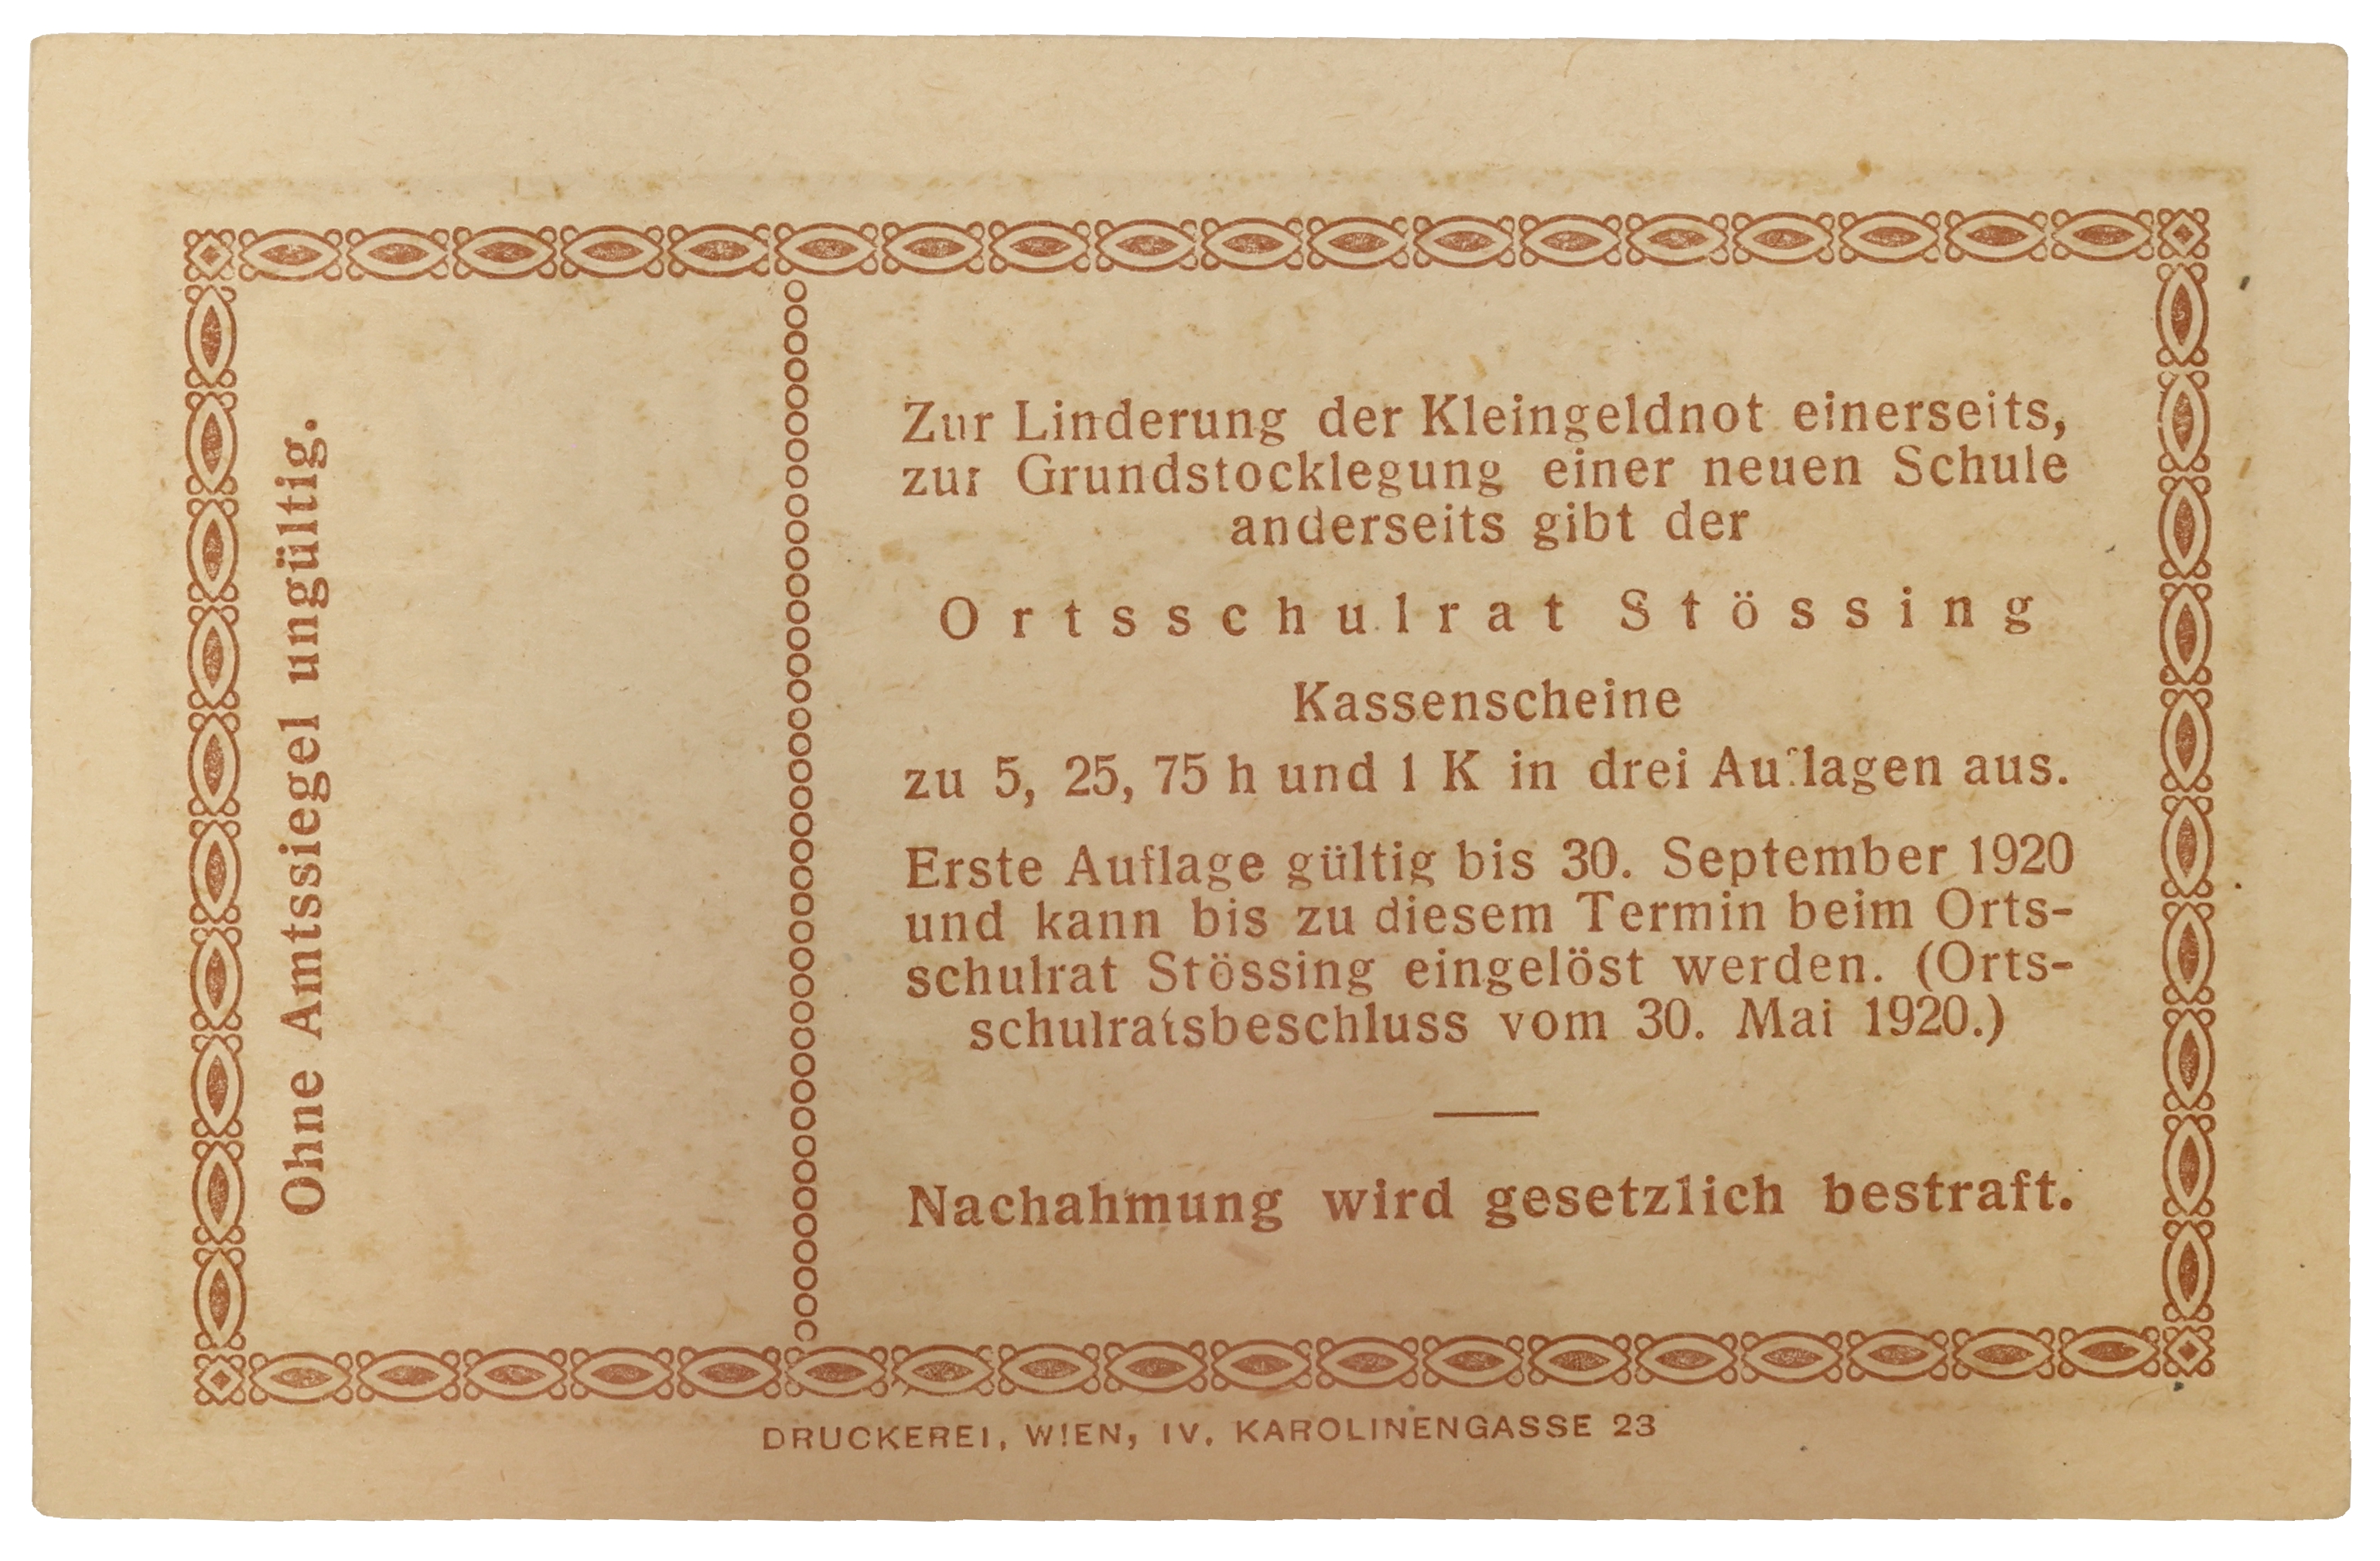 Ohne Amtssiegel ungültig.
Zur Linderung der Kleingeldnot einerseits,
zur Grundstocklegung einer neuen Schule
anderseits gibt der
Ortsschulrat Stössing
Kassenscheine
zu 5, 25, 75 h und 1 K in drei Auflagen aus.
Erste Auflage gültig bis 30. September 1920
und kann bis zu diesem Termin beim Orts-
schulrat Stössing eingelöst werden. (Orts-
schulratsbeschluss vom 30. Mai 1920.)
Nachahmung wird gesetzlich bestraft.
DRUCKEREI, WIEN, IV. KAROLINENGASSE 23